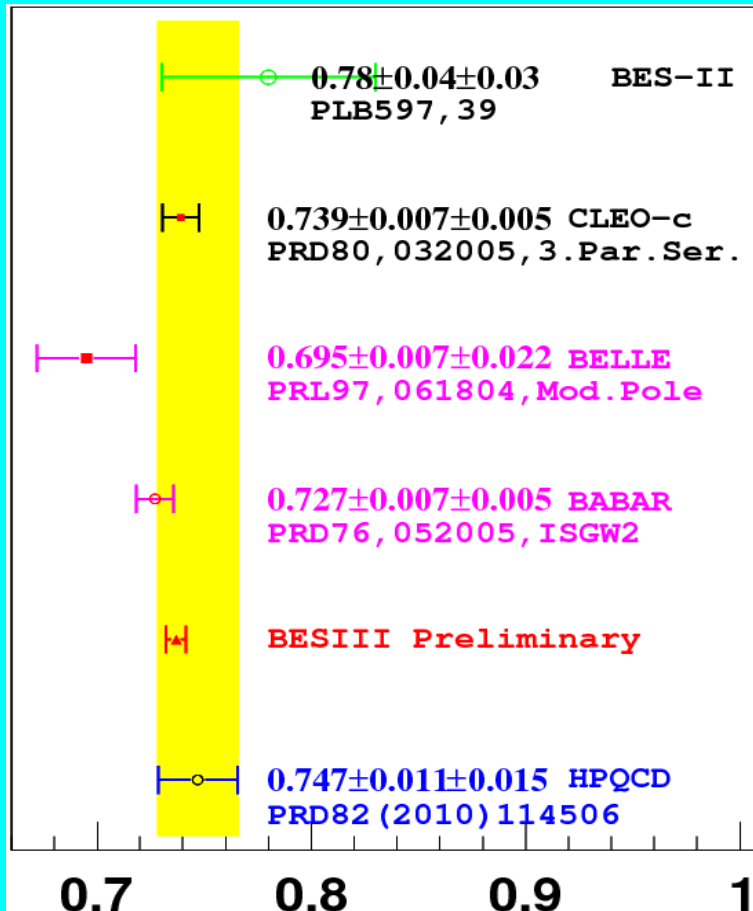 0.78±0.04±0.03 BES-II
PLB597,39
0.739±0.007±0.005 CLEO-c
PRD80,032005,3.Par.Ser.
0.695±0.007±0.022 BELLE
PRL97,061804,Mod.Pole
0.727±0.007±0.005 BABAR
PRD76,052005,ISGW2
BESIII Preliminary
0.747±0.011±0.015 HPQCD
PRD82(2010)114506
0.7 0.8 0.9 1